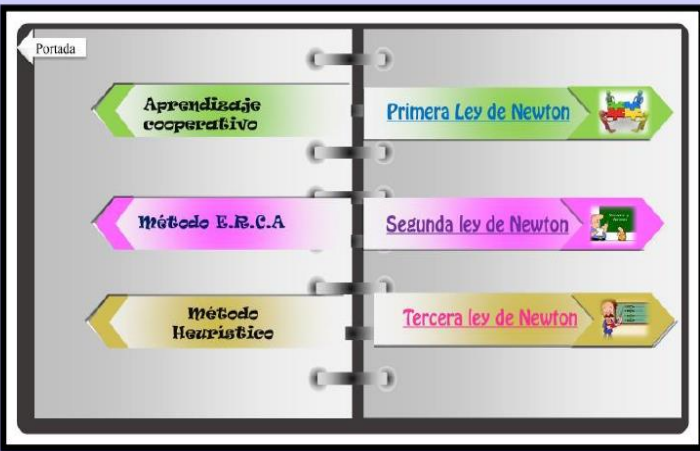 Portada
Aprendizaje
cooperativo
Primera Ley de Newton
Método E.R.C.A
Segunda ley de Newton
Método
Heurístico
Tercera ley de Newton